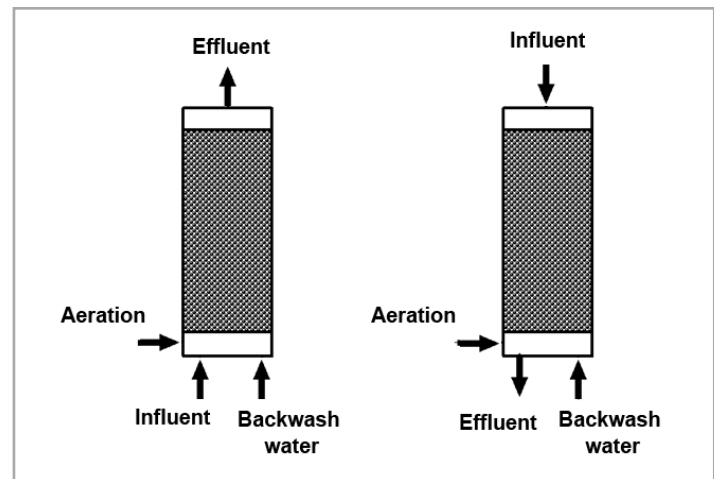 Effluent
Aeration
Influent
Backwash
water
Influent
Aeration
Effluent
Backwash
water